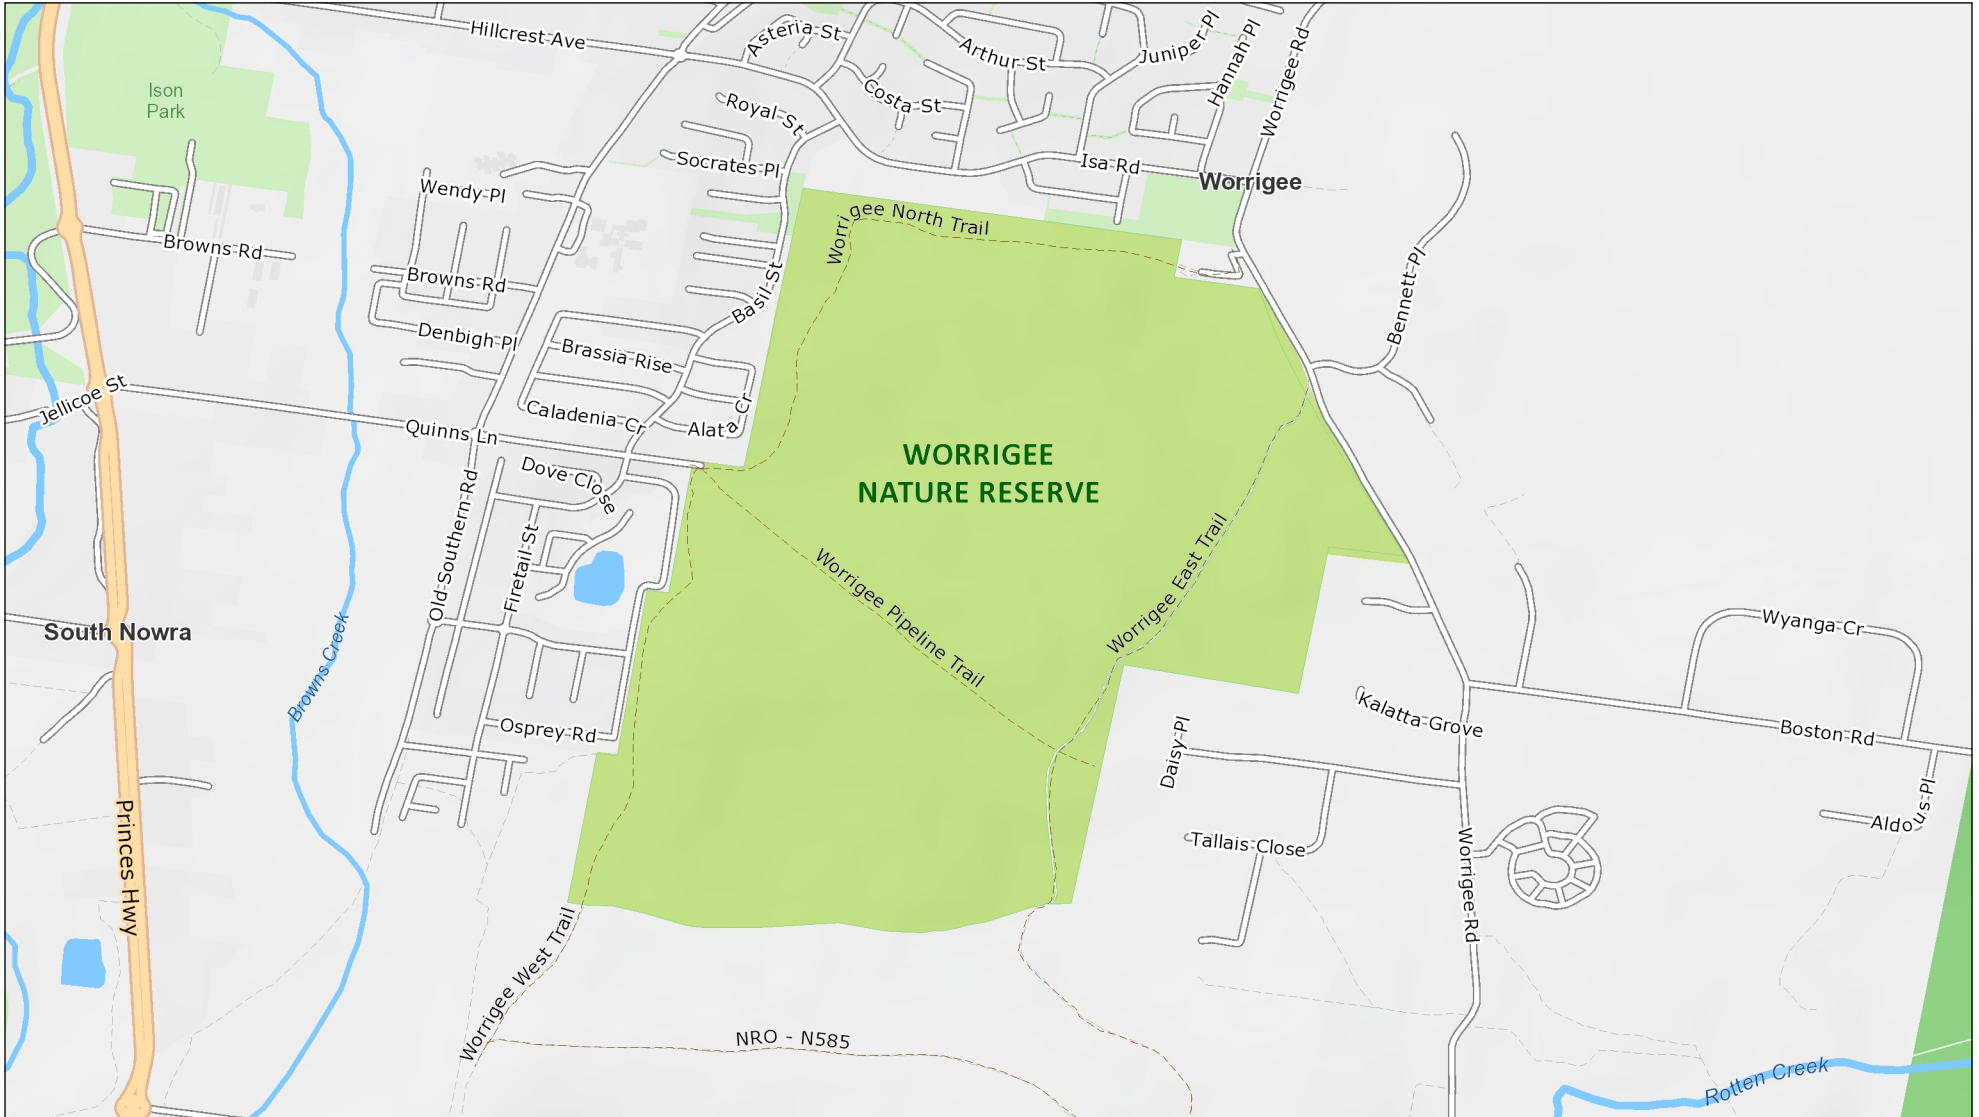 Hillcrest Ave
Asteria St
Arthur St
Juniper Pl
Hannah Pl
Worrigee Rd
Ison
Park
Royal St
Costa St
Socrates Pl
Isa Rd
Worrigee
Wendy Pl
Browns Rd
Worrigee North Trail
Browns Rd
Basil St
Bennett Pl
Denbigh Pl
Brassia Rise
Jellicoe St
Caladenia Cr
Alata Cr
Quinns Ln
WORRIGEE
NATURE RESERVE
Dove Close
Old Southern Rd
Firetail St
Worrigee Pipeline Trail
Worrigee East Trail
South Nowra
Browns Creek
Wyanga Cr
Osprey Rd
Kalatta Grove
Boston Rd
Daisy Pl
Princes Hwy
Tallais Close
Worrigee Rd
Aldous Pl
Worrigee West Trail
NRO - N585
Rotten Creek